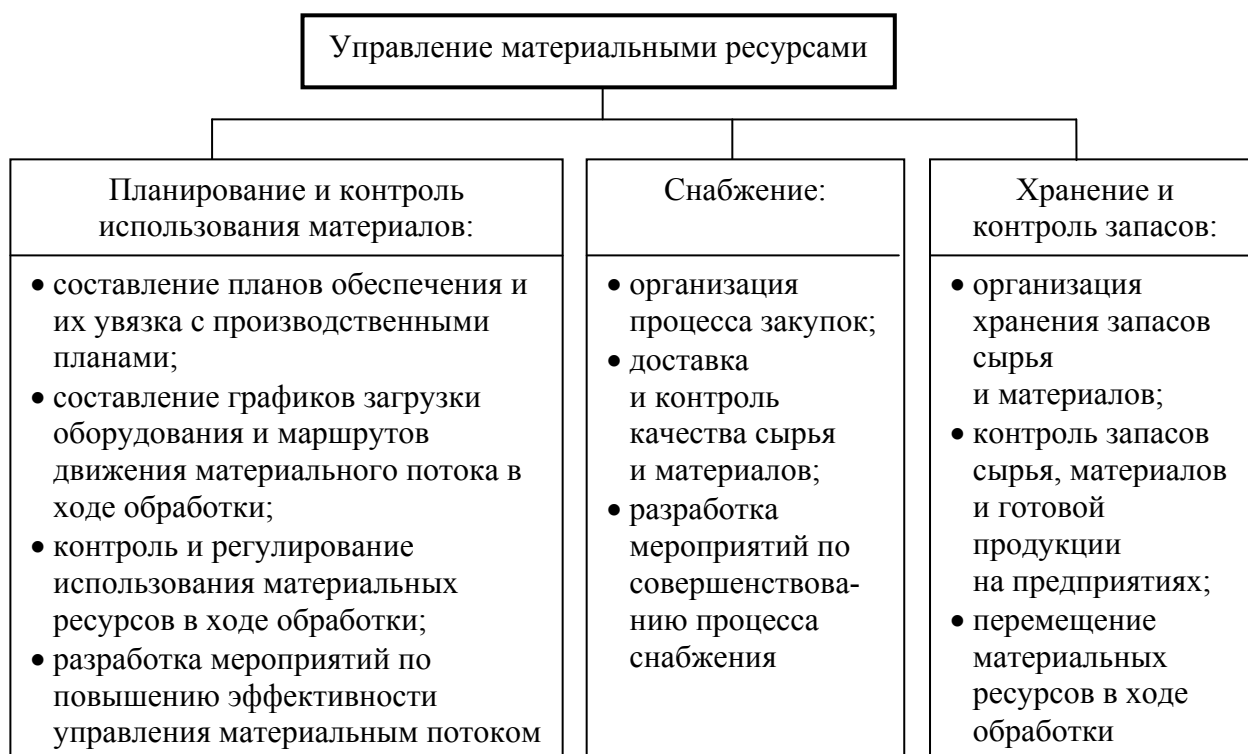 Управление материальными ресурсами
Планирование и контроль
использования материалов:
• составление планов обеспечения и
их увязка с производственными
планами;
• составление графиков загрузки
оборудования и маршрутов
движения материального потока в
ходе обработки;
• контроль и регулирование
использования материальных
ресурсов в ходе обработки;
• разработка мероприятий по
повышению эффективности
управления материальным потоком
Снабжение:
• организация
процесса закупок;
• доставка
и контроль
качества сырья
и материалов;
• разработка
мероприятий по
совершенствова-
нию процесса
снабжения
Хранение и
контроль запасов:
• организация
хранения запасов
сырья
и материалов;
• контроль запасов
сырья, материалов
и готовой
продукции
на предприятиях;
• перемещение
материальных
ресурсов в ходе
обработки